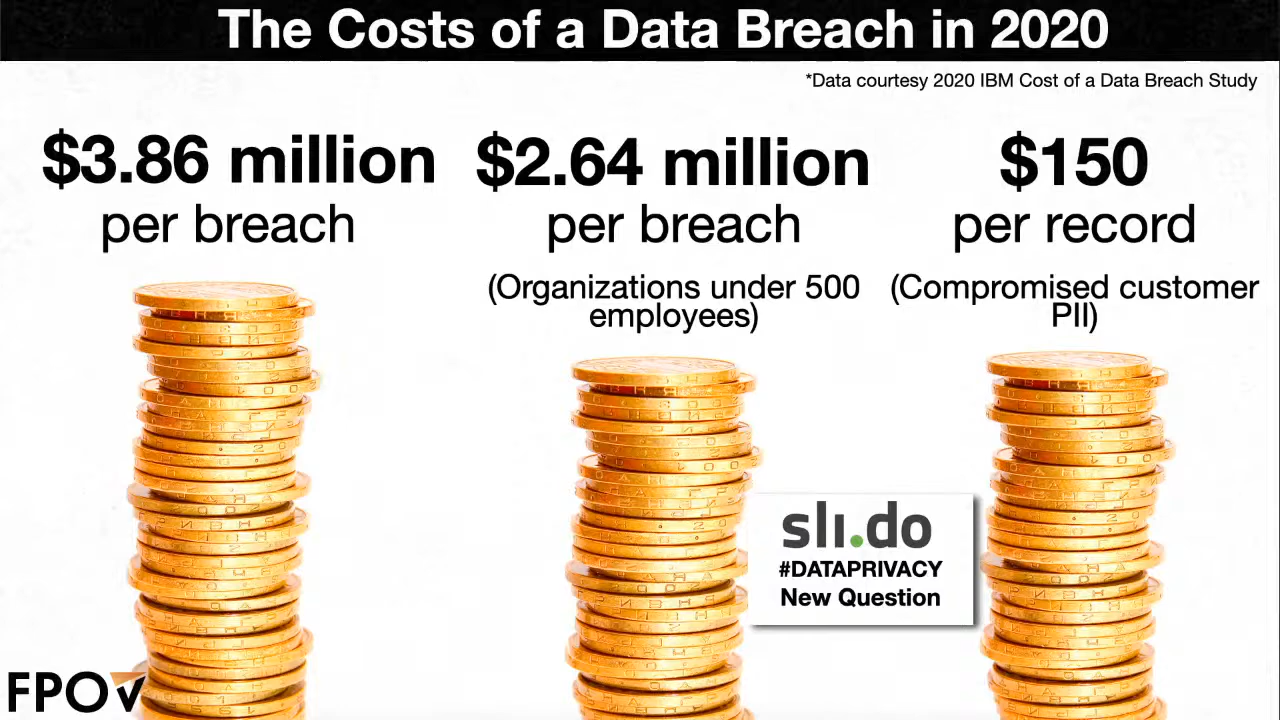 The Costs of a Data Breach in 2020
*Data courtesy 2020 IBM Cost of a Data Breach Study
$3.86 million
per breach
$2.64 million
per breach
(Organizations under 500
employees)
$150
per record
(Compromised customer
PII)
sli.do
#DATAPRIVACY
New Question
FPOv